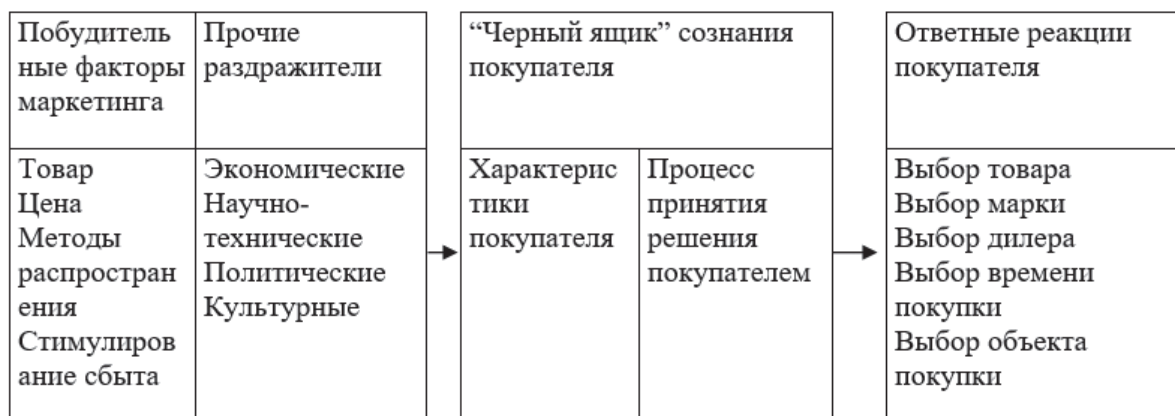 Побудитель
ные факторы
маркетинга
Прочие
раздражители
“Черный ящик” сознания
покупателя
Ответные реакции
покупателя
Товар
Цена
Методы
распростран
ения
Стимулиров
ание сбыта
Экономические
Научно-
технические
Политические
Культурные
Характерис
тики
покупателя
Процесс
принятия
решения
покупателем
Выбор товара
Выбор марки
Выбор дилера
Выбор времени
покупки
Выбор объекта
покупки